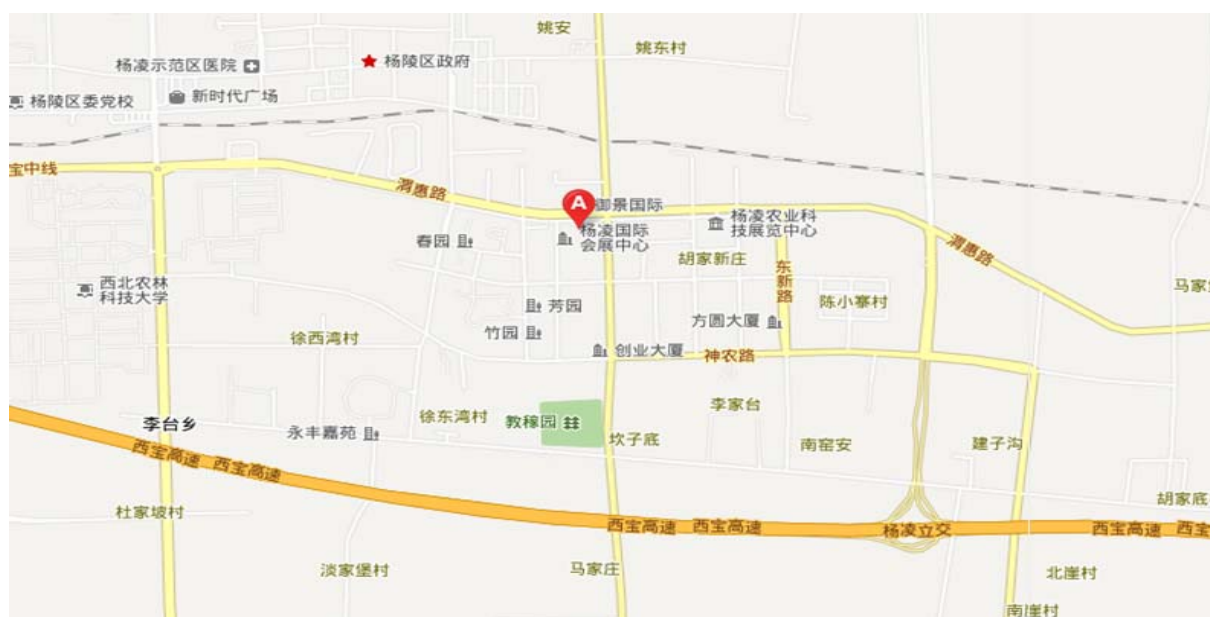 姚安
姚东村
杨凌示范区医院
杨陵区政府
杨陵区委党校
新时代广场
宝中线
渭惠路
A
御景国际
杨凌国际
会展中心
杨凌农业科
技展览中心
春园
胡家新庄
渭惠路
东新路
西北农林
科技大学
马家
陈小寨村
芳园
竹园
方圆大厦
徐西湾村
创业大厦
神农路
李家台
徐东湾村
教稼园
李台乡
永丰嘉苑
坎子底
南窑安
建子沟
西宝高速
西宝高速
胡家底
杜家坡村
西宝高速
西宝高速
杨凌立交
西宝高速
西宝
淡家堡村
马家庄
北崖村
南崖村